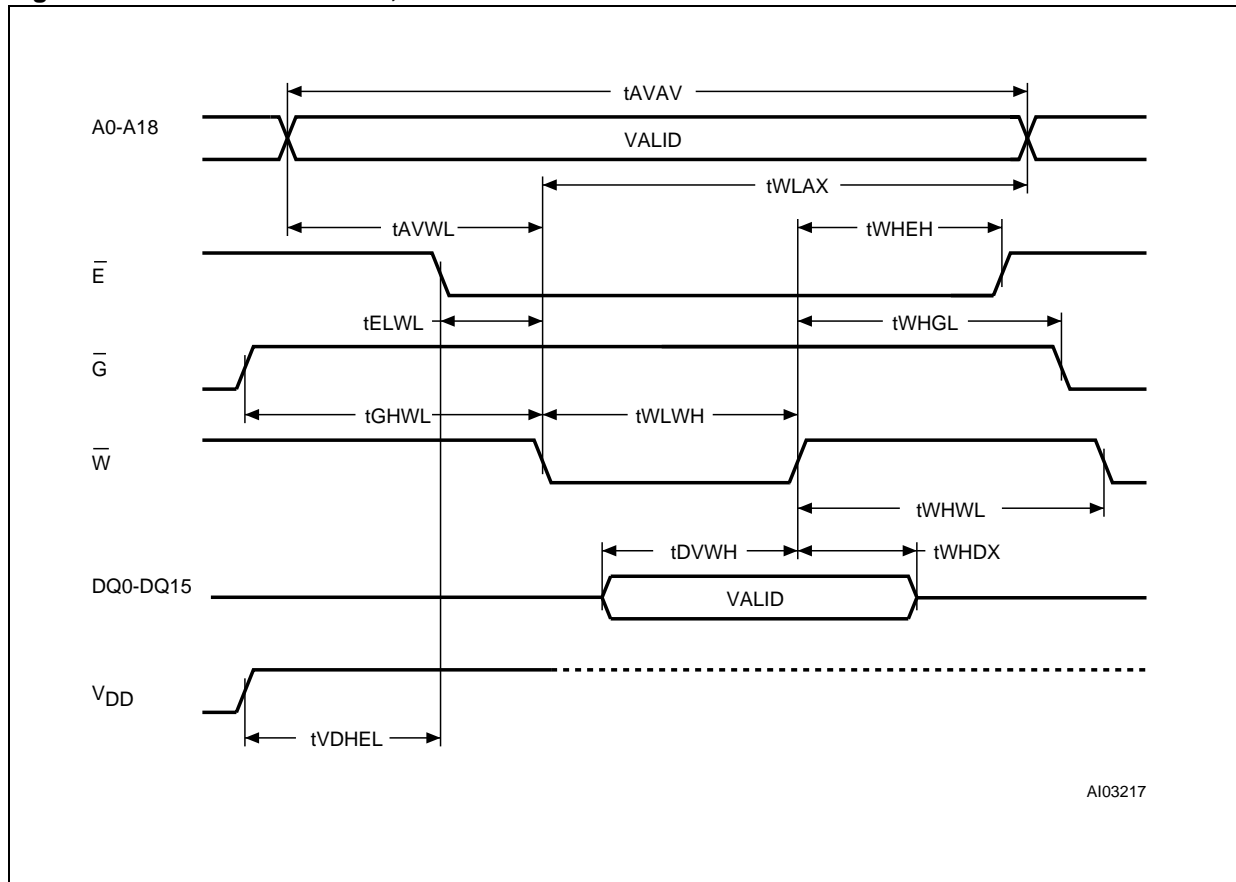 tAVAV
A0-A18
VALID
tWLAX
tAVWL
tWHEH
E
tELWL
tWHGL
G
tGHWL
tWLWH
W
tWHWL
tDVWH
tWHDX
DQ0-DQ15
VALID
VDD
tVDHEL
AI03217